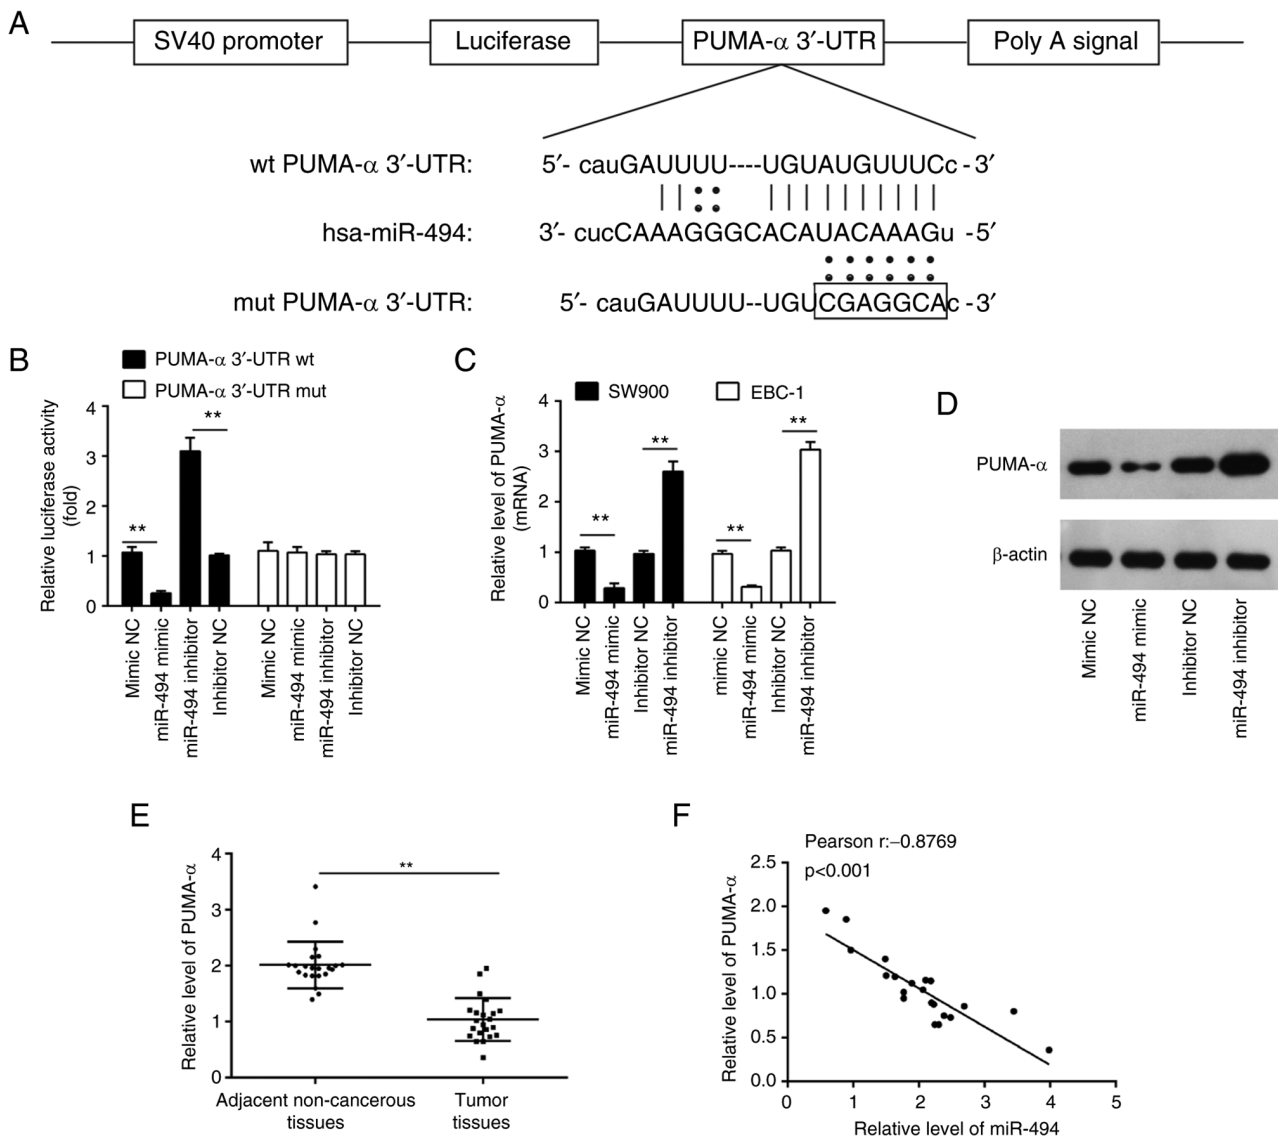 A
SV40 promoter
Luciferase
PUMA-α 3′-UTR
Poly A signal
wt PUMA-α 3′-UTR: 5′- cauGAUUUU----UGUAUGUUUCc - 3′
hsa-miR-494: 3′- cucCAAAGGGCACAUACAAAGu - 5′
mut PUMA-α 3′-UTR: 5′- cauGAUUUU--UGUCGAGGCAc - 3′
B
PUMA-α 3′-UTR wt
PUMA-α 3′-UTR mut
Relative luciferase activity
(fold)
4
3
2
1
0
**
**
Mimic NC
miR-494 mimic
miR-494 inhibitor
Inhibitor NC
Mimic NC
miR-494 mimic
miR-494 inhibitor
Inhibitor NC
C
SW900
EBC-1
Relative level of PUMA-α
(mRNA)
4
3
2
1
0
**
**
**
**
Mimic NC
miR-494 mimic
Inhibitor NC
miR-494 inhibitor
mimic NC
miR-494 mimic
Inhibitor NC
miR-494 inhibitor
D
PUMA-α
β-actin
Mimic NC
miR-494 mimic
Inhibitor NC
miR-494 inhibitor
E
Relative level of PUMA-α
4
3
2
1
0
**
Adjacent non-cancerous
tissues
Tumor
tissues
F
Pearson r:−0.8769
p<0.001
Relative level of PUMA-α
2.5
2.0
1.5
1.0
0.5
0.0
0 1 2 3 4 5
Relative level of miR-494